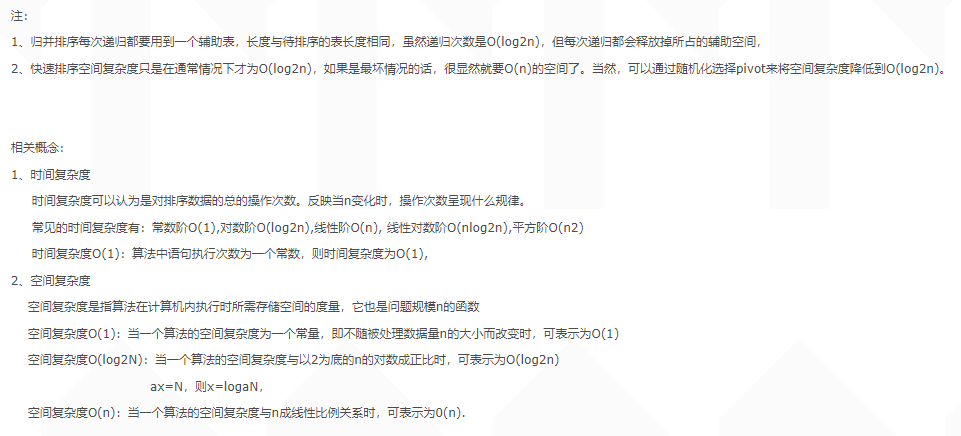 注：
1、归并排序每次递归都要用到一个辅助表，长度与待排序的表长度相同，虽然递归次数是O(log2n)，但每次递归都会释放掉所占的辅助空间，
2、快速排序空间复杂度只是在通常情况下才为O(log2n)，如果是最坏情况的话，很显然就要O(n)的空间了。当然，可以通过随机化选择pivot来将空间复杂度降低到O(log2n)。
相关概念：
1、时间复杂度
时间复杂度可以认为是对排序数据的总的操作次数。反映当n变化时，操作次数呈现什么规律。
常见的时间复杂度有：常数阶O(1),对数阶O(log2n),线性阶O(n), 线性对数阶O(nlog2n),平方阶O(n2)
时间复杂度O(1)：算法中语句执行次数为一个常数，则时间复杂度为O(1),
2、空间复杂度
空间复杂度是指算法在计算机内执行时所需存储空间的度量，它也是问题规模n的函数
空间复杂度O(1)：当一个算法的空间复杂度为一个常量，即不随被处理数据量n的大小而改变时，可表示为O(1)
空间复杂度O(log2N)：当一个算法的空间复杂度与以2为底的n的对数成正比时，可表示为O(log2n)
ax=N，则x=logaN，
空间复杂度O(n)：当一个算法的空间复杂度与n成线性比例关系时，可表示为0(n).